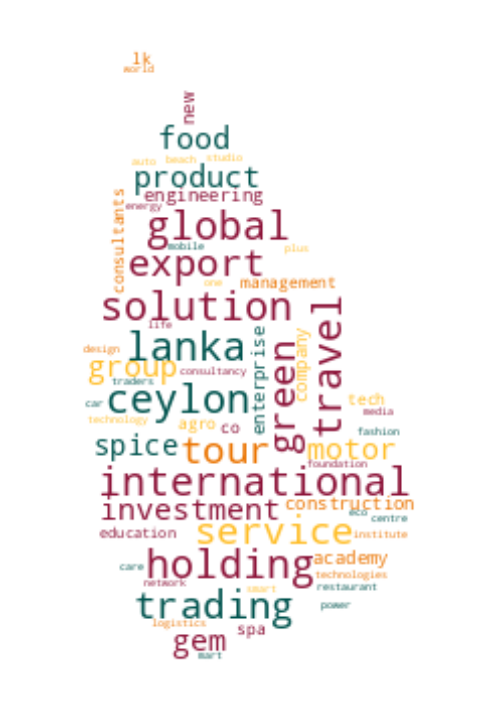 lk
world
new
food
auto beach studio
product
engineering
consultants
energy
global
mobile
plus
export
one
management
solution
travel
life
lanka
enterprise
green
company
design
group
consultancy
traders
ceylon
car
tech
media
technology
agro
co
fashion
spice
tour
motor
foundation
international
investment
construction
eco
centre
service
education
institute
holding
academy
care
technologies
network
smart
restaurant
trading
power
logistics
spa
gem
mart